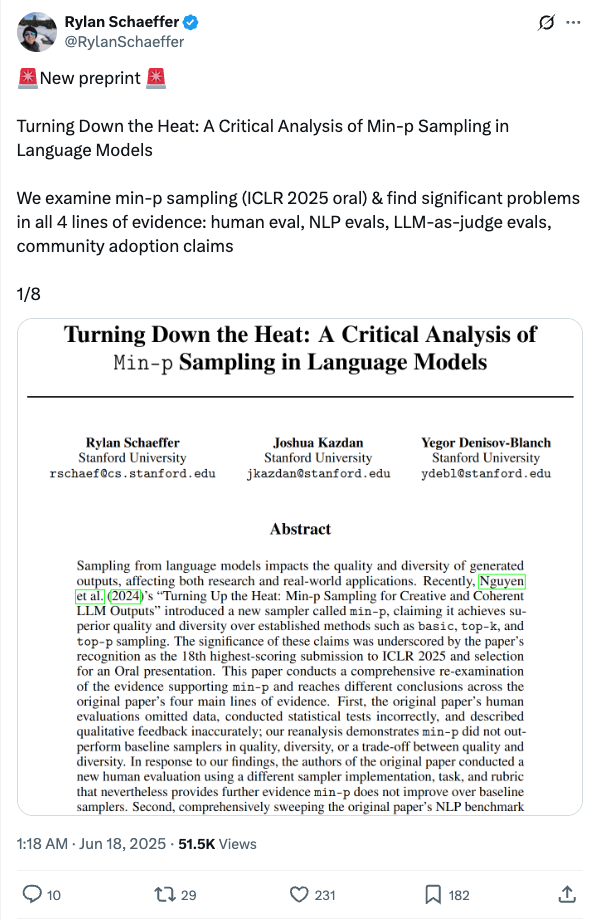 Rylan Schaeffer
@RylanSchaeffer
🚨New preprint 🚨
Turning Down the Heat: A Critical Analysis of Min-p Sampling in
Language Models
We examine min-p sampling (ICLR 2025 oral) & find significant problems
in all 4 lines of evidence: human eval, NLP evals, LLM-as-judge evals,
community adoption claims
1/8
Turning Down the Heat: A Critical Analysis of
Min-p Sampling in Language Models
Rylan Schaeffer
Stanford University
rschaef@cs.stanford.edu
Joshua Kazdan
Stanford University
jkazdan@stanford.edu
Yegor Denisov-Blanch
Stanford University
ydebl@stanford.edu
Abstract
Sampling from language models impacts the quality and diversity of generated
outputs, affecting both research and real-world applications. Recently, Nguyen
et al. (2024)'s “Turning Up the Heat: Min-p Sampling for Creative and Coherent
LLM Outputs” introduced a new sampler called min-p, claiming it achieves su-
perior quality and diversity over established methods such as basic, top-k, and
top-p sampling. The significance of these claims was underscored by the paper's
recognition as the 18th highest-scoring submission to ICLR 2025 and selection
for an Oral presentation. This paper conducts a comprehensive re-examination
of the evidence supporting min-p and reaches different conclusions across the
original paper's four main lines of evidence. First, the original paper's human
evaluations omitted data, conducted statistical tests incorrectly, and described
qualitative feedback inaccurately; our reanalysis demonstrates min-p did not out-
perform baseline samplers in quality, diversity, or a trade-off between quality and
diversity. In response to our findings, the authors of the original paper conducted a
new human evaluation using a different sampler implementation, task, and rubric
that nevertheless provides further evidence min-p does not improve over baseline
samplers. Second, comprehensively sweeping the original paper's NLP benchmark
1:18 AM · Jun 18, 2025 · 51.5K Views
10
29
231
182